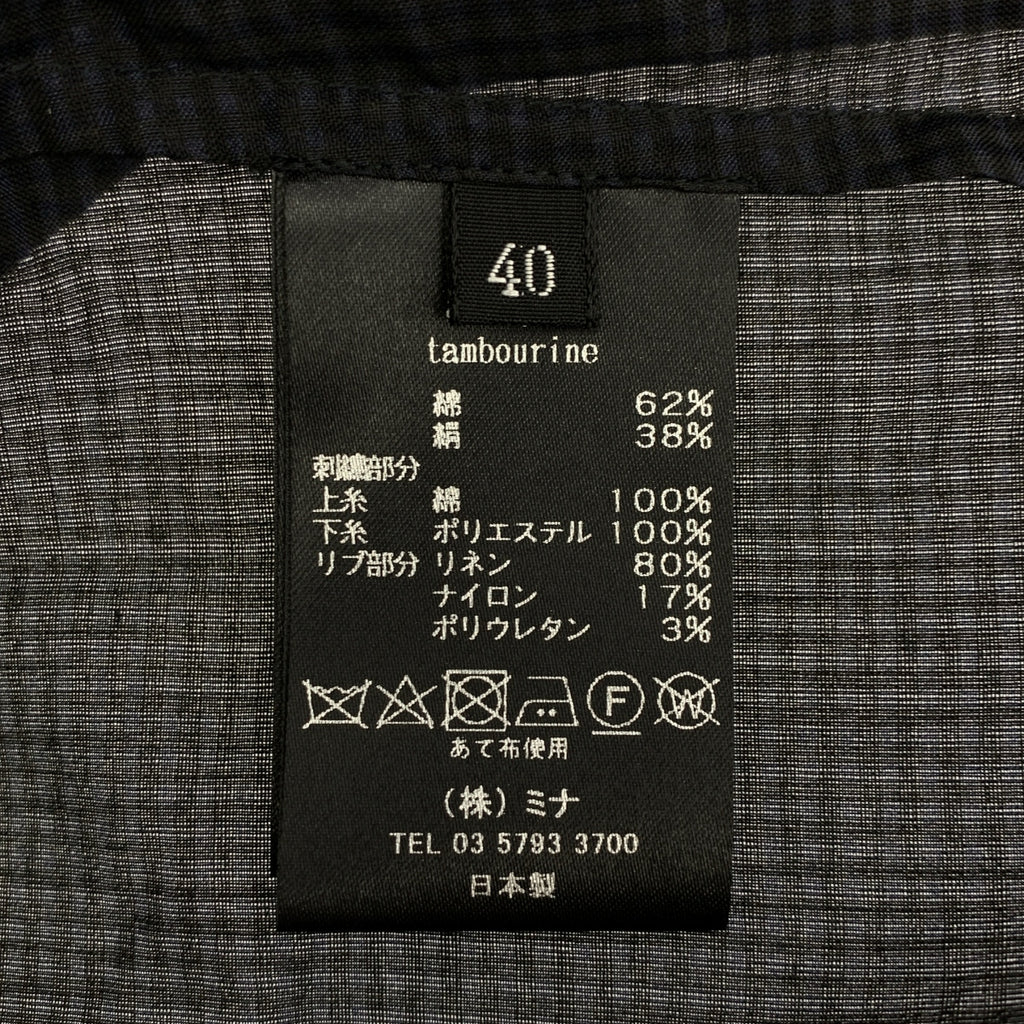 40
tambourine
綿 62%
絹 38%
刺繍部分
上糸 綿 100%
下糸 ポリエステル 100%
リブ部分 リネン 80%
ナイロン 17%
ポリウレタン 3%
F W
あて布使用
(株)ミナ
TEL 03 5793 3700
日本製